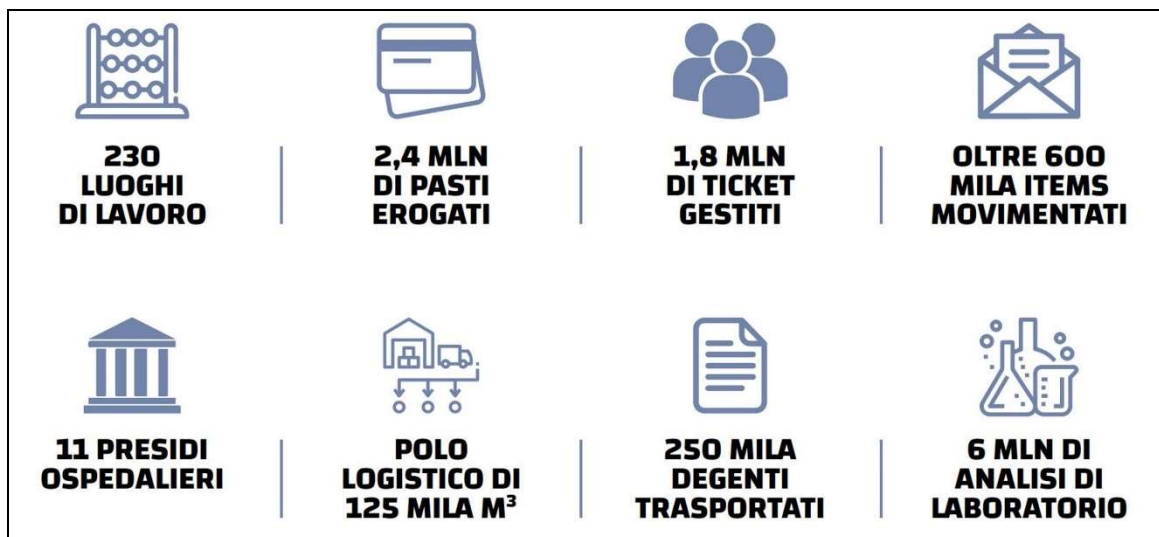 230
LUOGHI
DI LAVORO
2,4 MLN
DI PASTI
EROGATI
1,8 MLN
DI TICKET
GESTITI
OLTRE 600
MILA ITEMS
MOVIMENTATI
11 PRESIDI
OSPEDALIERI
POLO
LOGISTICO DI
125 MILA M³
250 MILA
DEGENTI
TRASPORTATI
6 MLN DI
ANALISI DI
LABORATORIO